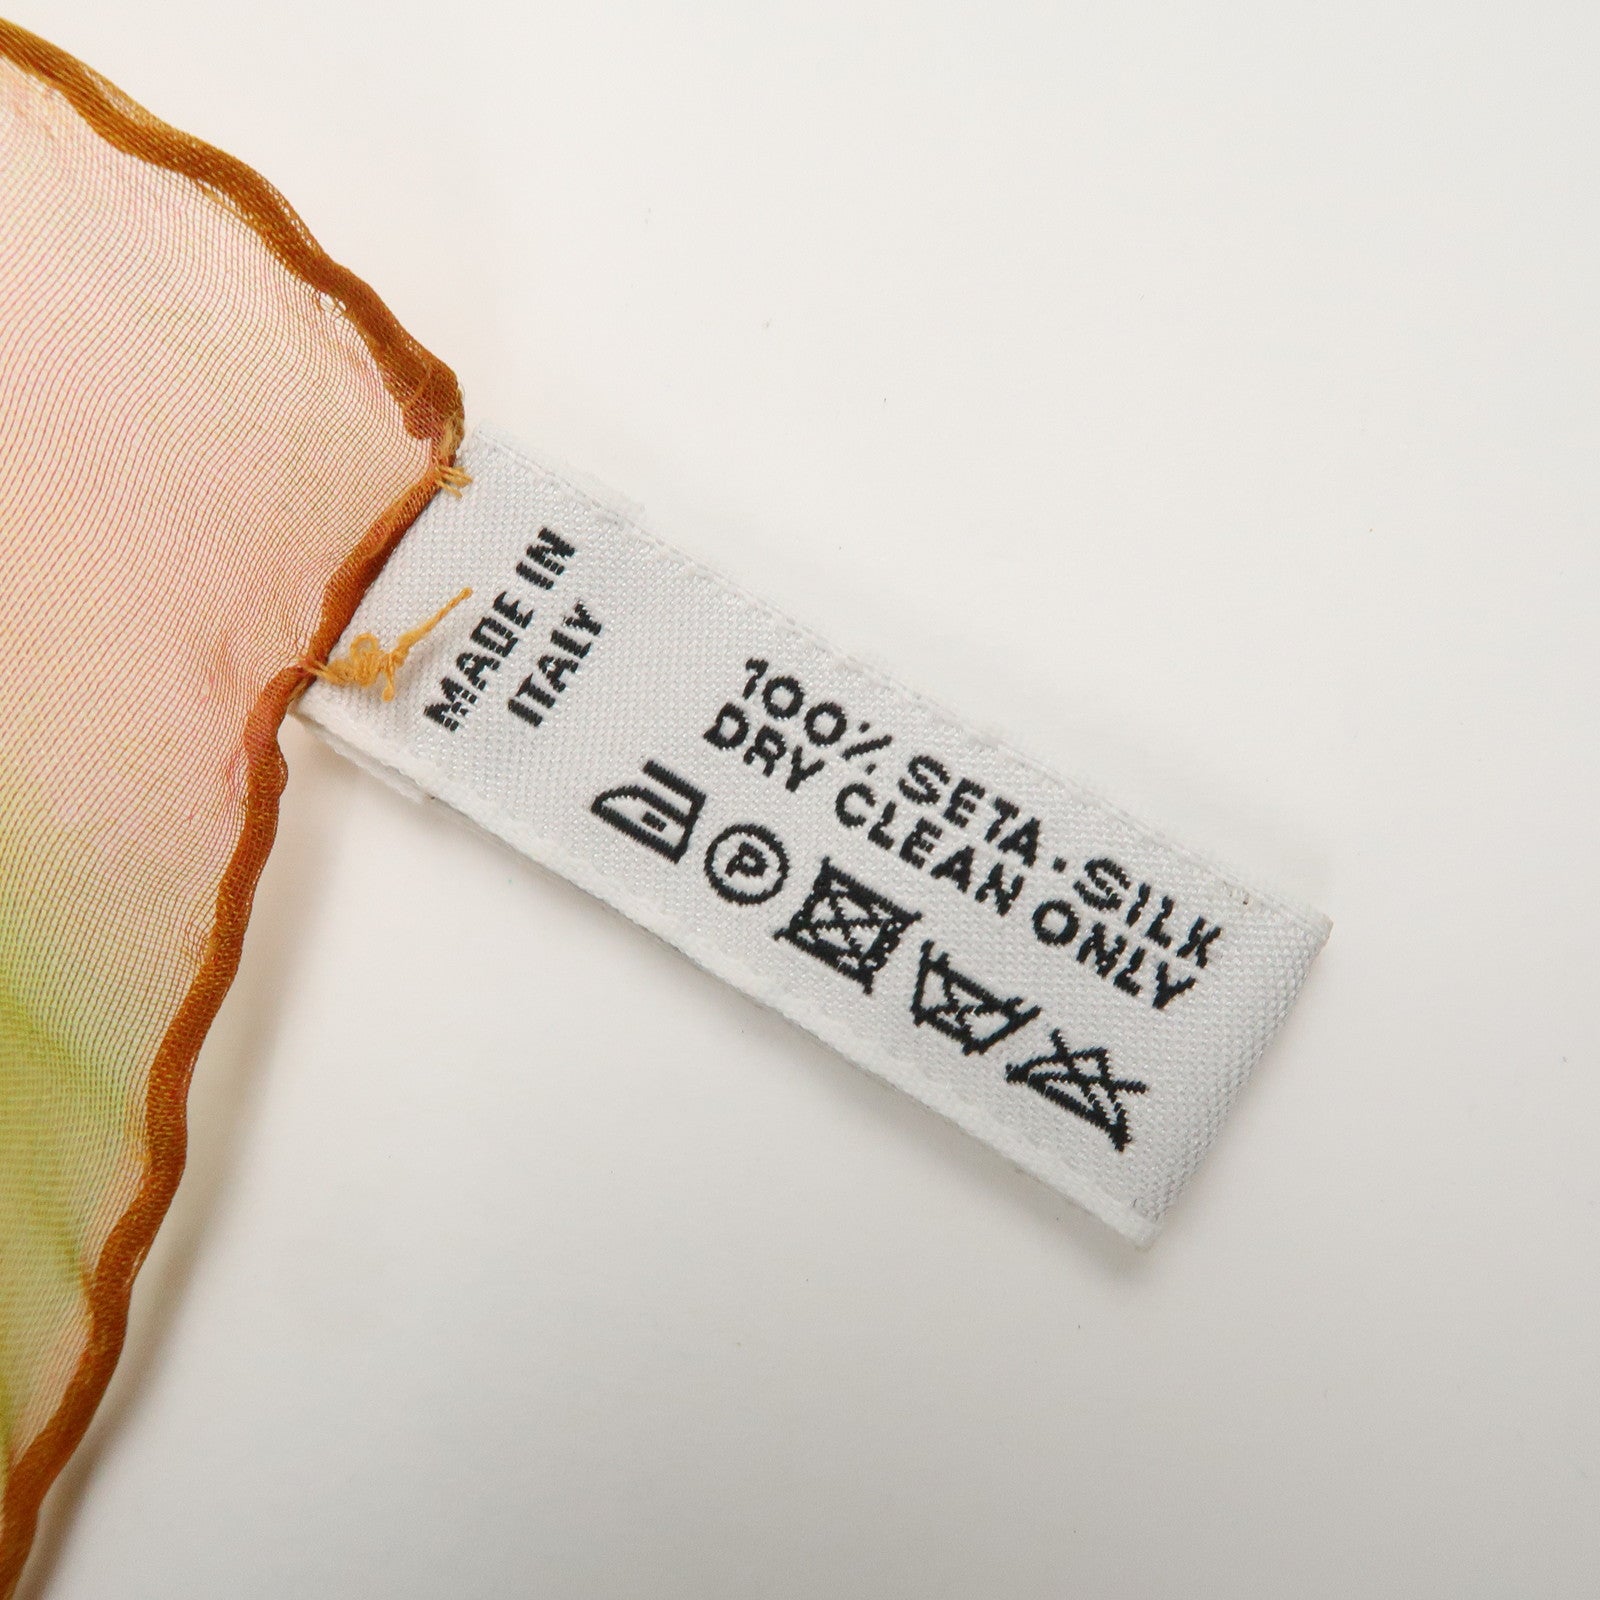 MADE IN
ITALY
100% SETA · SILK
DRY CLEAN ONLY
P